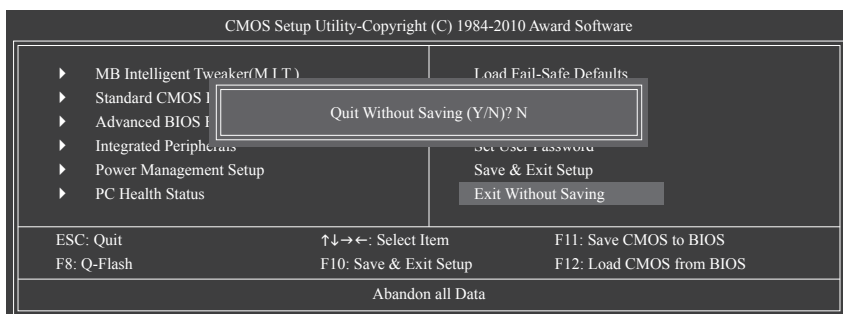 CMOS Setup Utility-Copyright (C) 1984-2010 Award Software
MB Intelligent Tweaker(M.I.T.)
Standard CMOS
Advanced BIOS
Integrated Peripherals
Power Management Setup
PC Health Status
Load Fail-Safe Defaults
Set User Password
Save & Exit Setup
Exit Without Saving
Quit Without Saving (Y/N)? N
ESC: Quit
↑↓→←: Select Item
F11: Save CMOS to BIOS
F8: Q-Flash
F10: Save & Exit Setup
F12: Load CMOS from BIOS
Abandon all Data